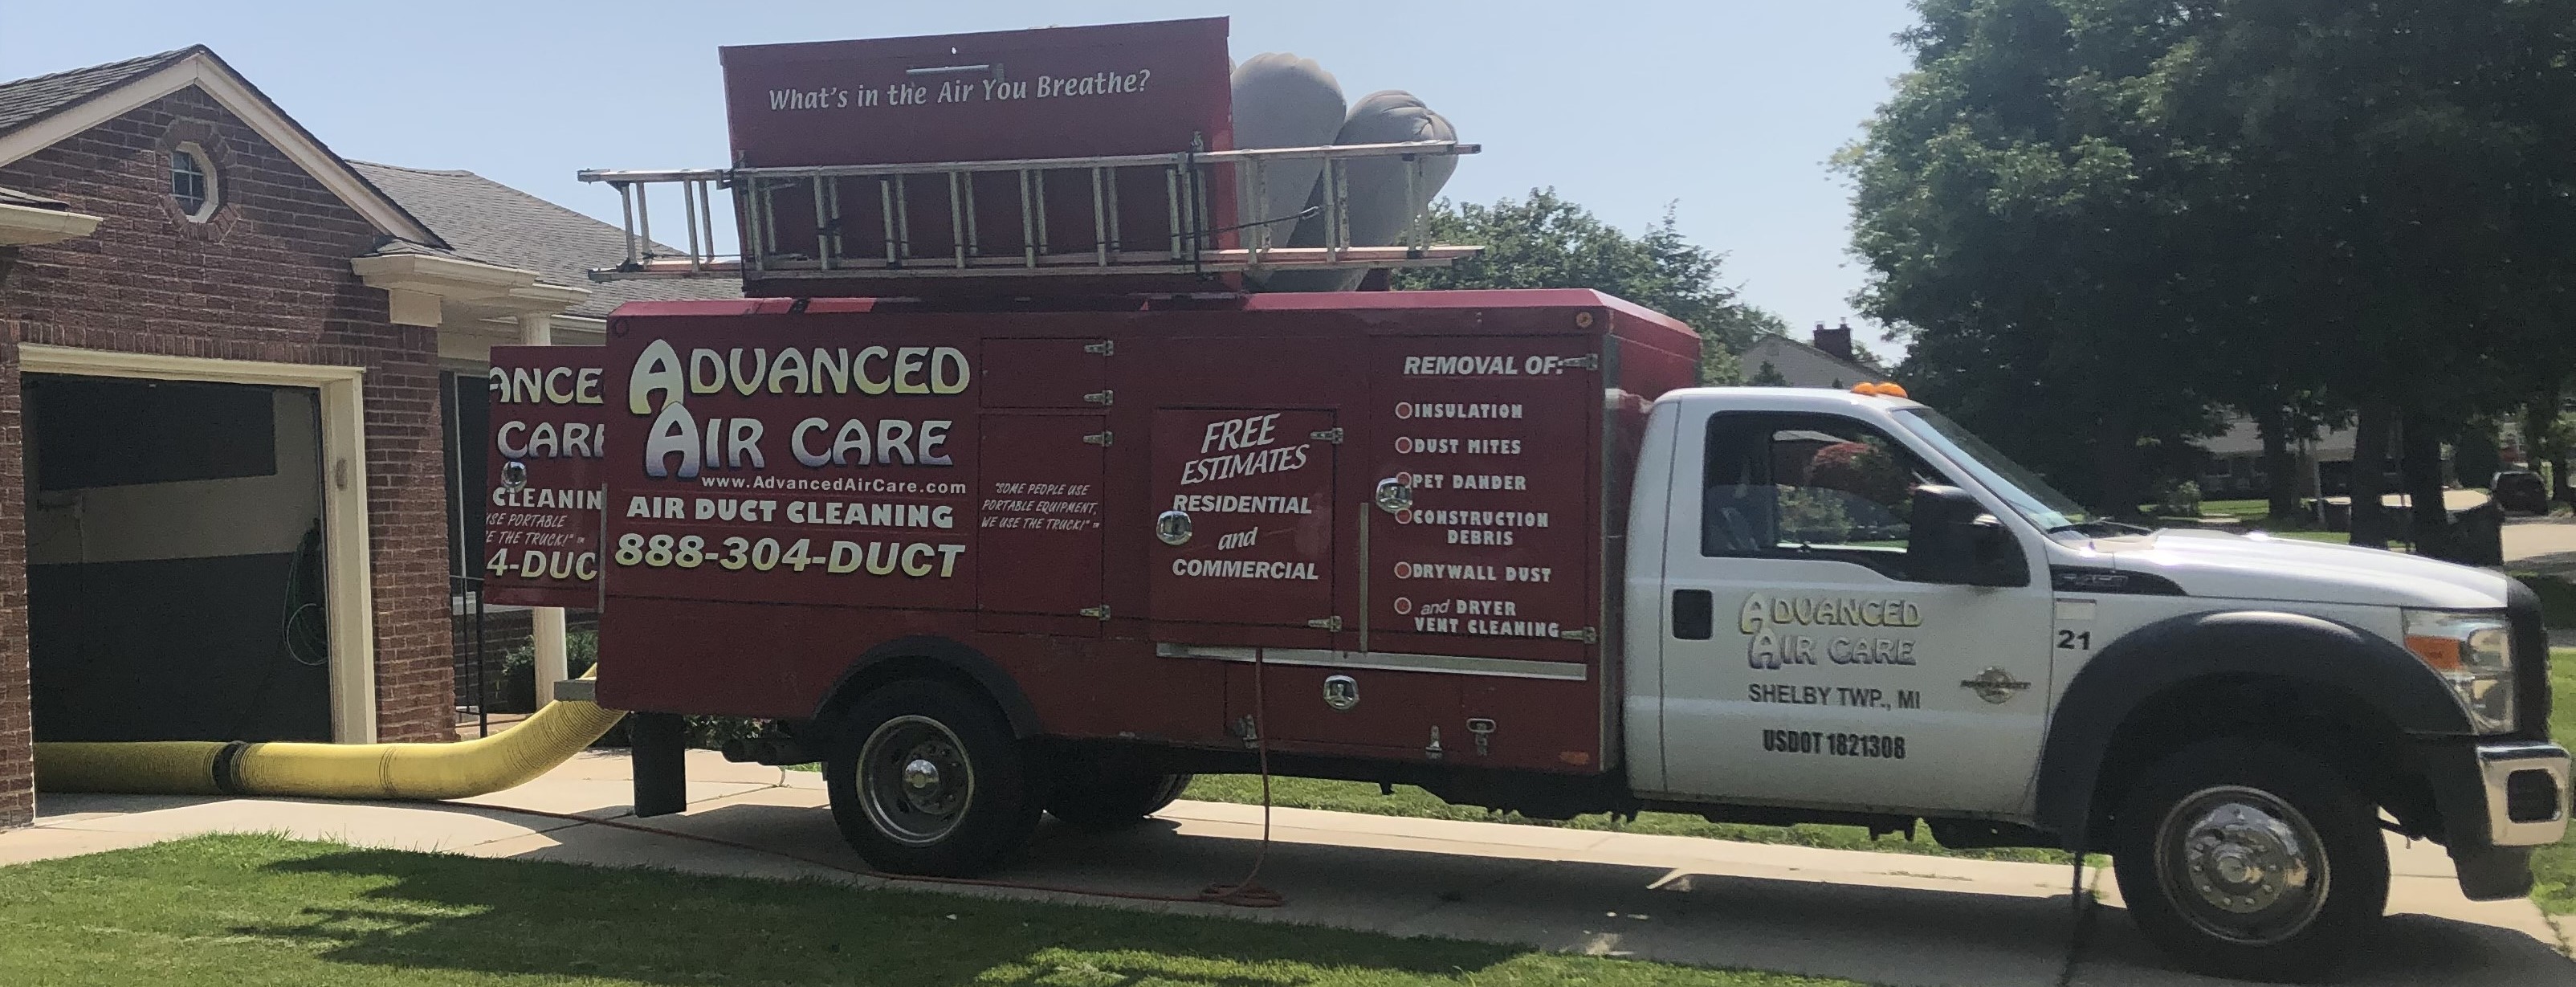 What's in the Air You Breathe?
ANCE
CAR
CLEANIN
SE PORTABLE
E THE TRUCK!" ™
4-DUC
ADVANCED
AIR CARE
www.AdvancedAirCare.com
AIR DUCT CLEANING
888-304-DUCT
"SOME PEOPLE USE
PORTABLE EQUIPMENT,
WE USE THE TRUCK!" ™
FREE
ESTIMATES
RESIDENTIAL
and
COMMERCIAL
REMOVAL OF:
INSULATION
DUST MITES
PET DANDER
CONSTRUCTION
DEBRIS
DRYWALL DUST
and DRYER
VENT CLEANING
ADVANCED
AIR CARE
SHELBY TWP., MI
USDOT 1821308
21